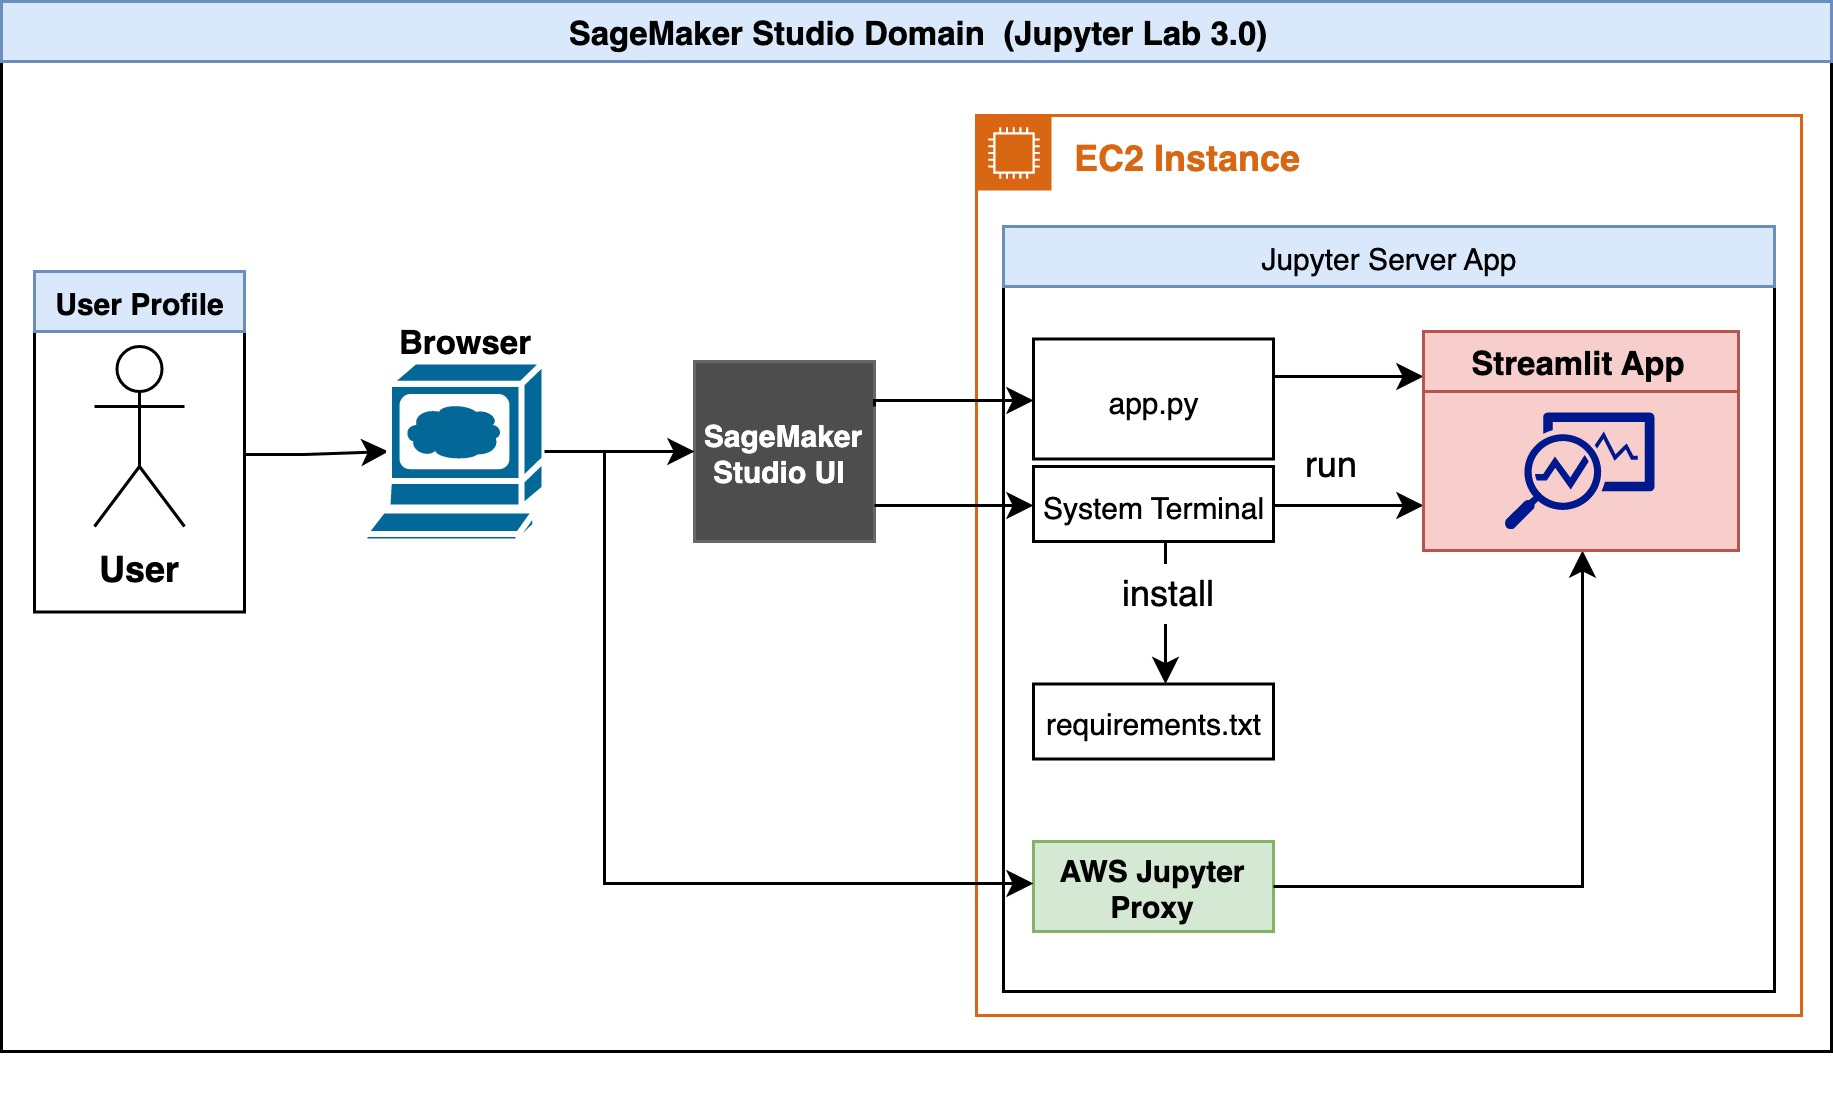 SageMaker Studio Domain  (Jupyter Lab 3.0)
EC2 Instance
Jupyter Server App
User Profile
User
Browser
SageMaker
Studio UI
app.py
System Terminal
run
install
requirements.txt
Streamlit App
AWS Jupyter
Proxy